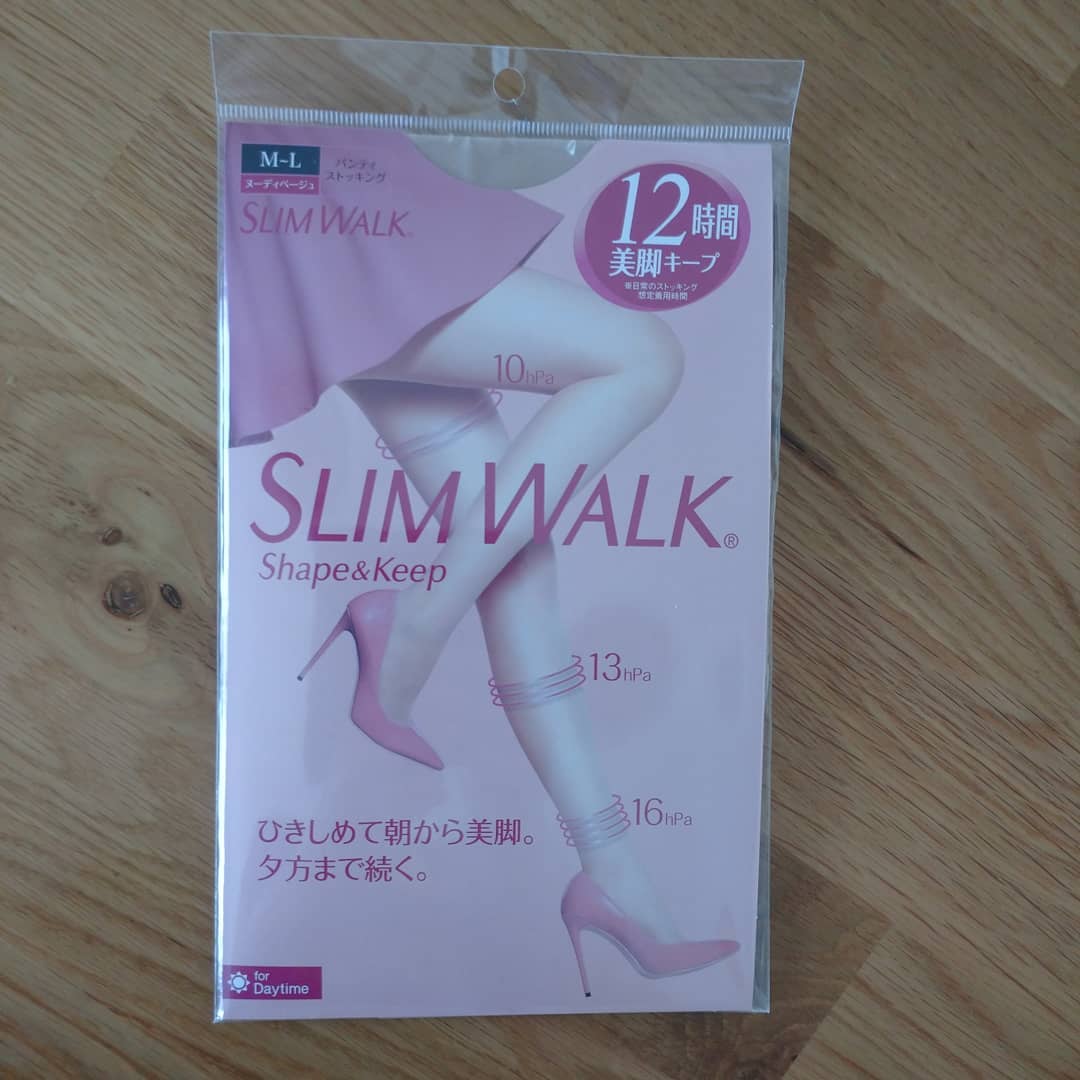 M~L
ヌーディベージュ
パンティ
ストッキング
SLIM WALK®
12時間
美脚キープ
※日常のストッキング
想定着用時間
10hPa
SLIM WALK®
Shape&Keep
13hPa
16hPa
ひきしめて朝から美脚。
夕方まで続く。
for
Daytime